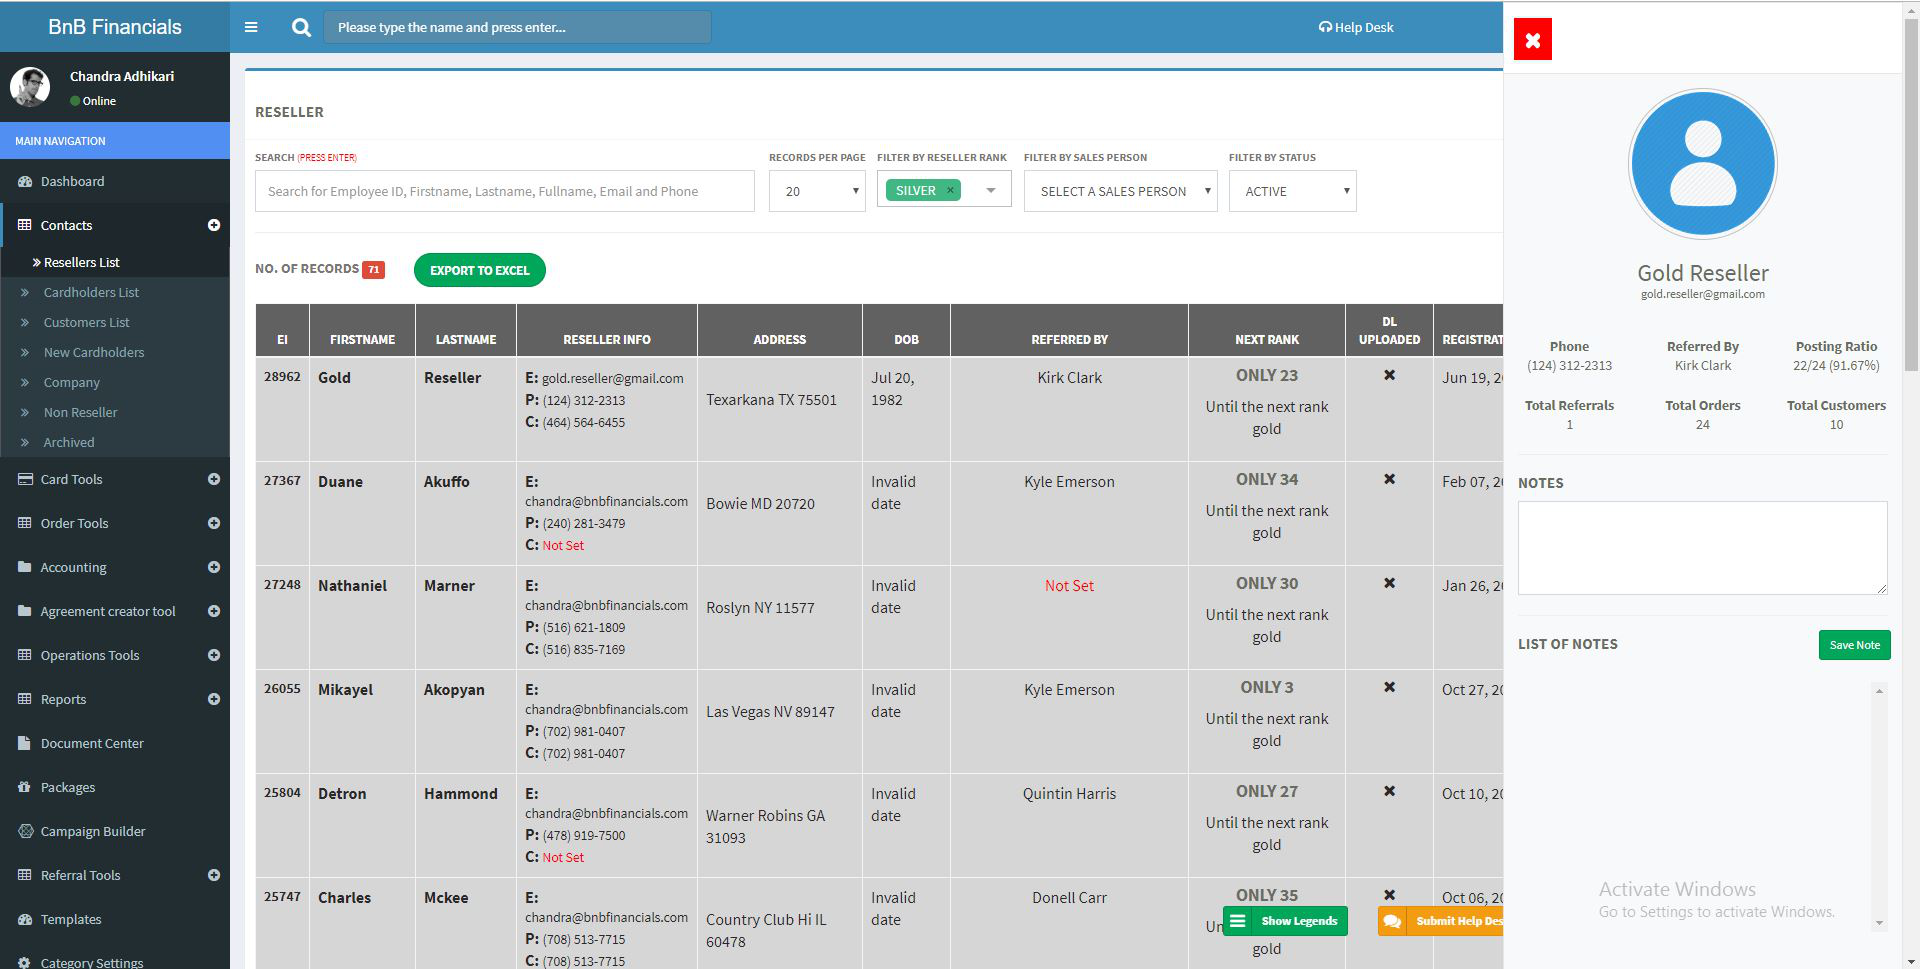 BnB Financials
Please type the name and press enter...
Help Desk
Chandra Adhikari
Online
MAIN NAVIGATION
Dashboard
Contacts
Resellers List
Cardholders List
Customers List
New Cardholders
Company
Non Reseller
Archived
Card Tools
Order Tools
Accounting
Agreement creator tool
Operations Tools
Reports
Document Center
Packages
Campaign Builder
Referral Tools
Templates
Category Settings
RESELLER
SEARCH (PRESS ENTER)
Search for Employee ID, Firstname, Lastname, Fullname, Email and Phone
RECORDS PER PAGE
20
FILTER BY RESELLER RANK
SILVER ×
FILTER BY SALES PERSON
SELECT A SALES PERSON
FILTER BY STATUS
ACTIVE
NO. OF RECORDS 71
EXPORT TO EXCEL
EI FIRSTNAME LASTNAME RESELLER INFO ADDRESS DOB REFERRED BY NEXT RANK DL UPLOADED REGISTRAT
28962 Gold Reseller
E: gold.reseller@gmail.com
P: (124) 312-2313
C: (464) 564-6455
Texarkana TX 75501
Jul 20,
1982
Kirk Clark
ONLY 23
Until the next rank
gold
Jun 19, 20
27367 Duane Akuffo
E:
chandra@bnbfinancials.com
P: (240) 281-3479
C: Not Set
Bowie MD 20720
Invalid
date
Kyle Emerson
ONLY 34
Until the next rank
gold
Feb 07, 20
27248 Nathaniel Marner
E:
chandra@bnbfinancials.com
P: (516) 621-1809
C: (516) 835-7169
Roslyn NY 11577
Invalid
date
Not Set
ONLY 30
Until the next rank
gold
Jan 26, 20
26055 Mikayel Akopyan
E:
chandra@bnbfinancials.com
P: (702) 981-0407
C: (702) 981-0407
Las Vegas NV 89147
Invalid
date
Kyle Emerson
ONLY 3
Until the next rank
gold
Oct 27, 20
25804 Detron Hammond
E:
chandra@bnbfinancials.com
P: (478) 919-7500
C: Not Set
Warner Robins GA
31093
Invalid
date
Quintin Harris
ONLY 27
Until the next rank
gold
Oct 10, 20
25747 Charles Mckee
E:
chandra@bnbfinancials.com
P: (708) 513-7715
C: (708) 513-7715
Country Club Hi IL
60478
Invalid
date
Donell Carr
ONLY 35
Un
gold
Oct 06, 20
Show Legends
Submit Help Des
Gold Reseller
gold.reseller@gmail.com
Phone
(124) 312-2313
Referred By
Kirk Clark
Posting Ratio
22/24 (91.67%)
Total Referrals
1
Total Orders
24
Total Customers
10
NOTES
LIST OF NOTES
Save Note
Activate Windows
Go to Settings to activate Windows.